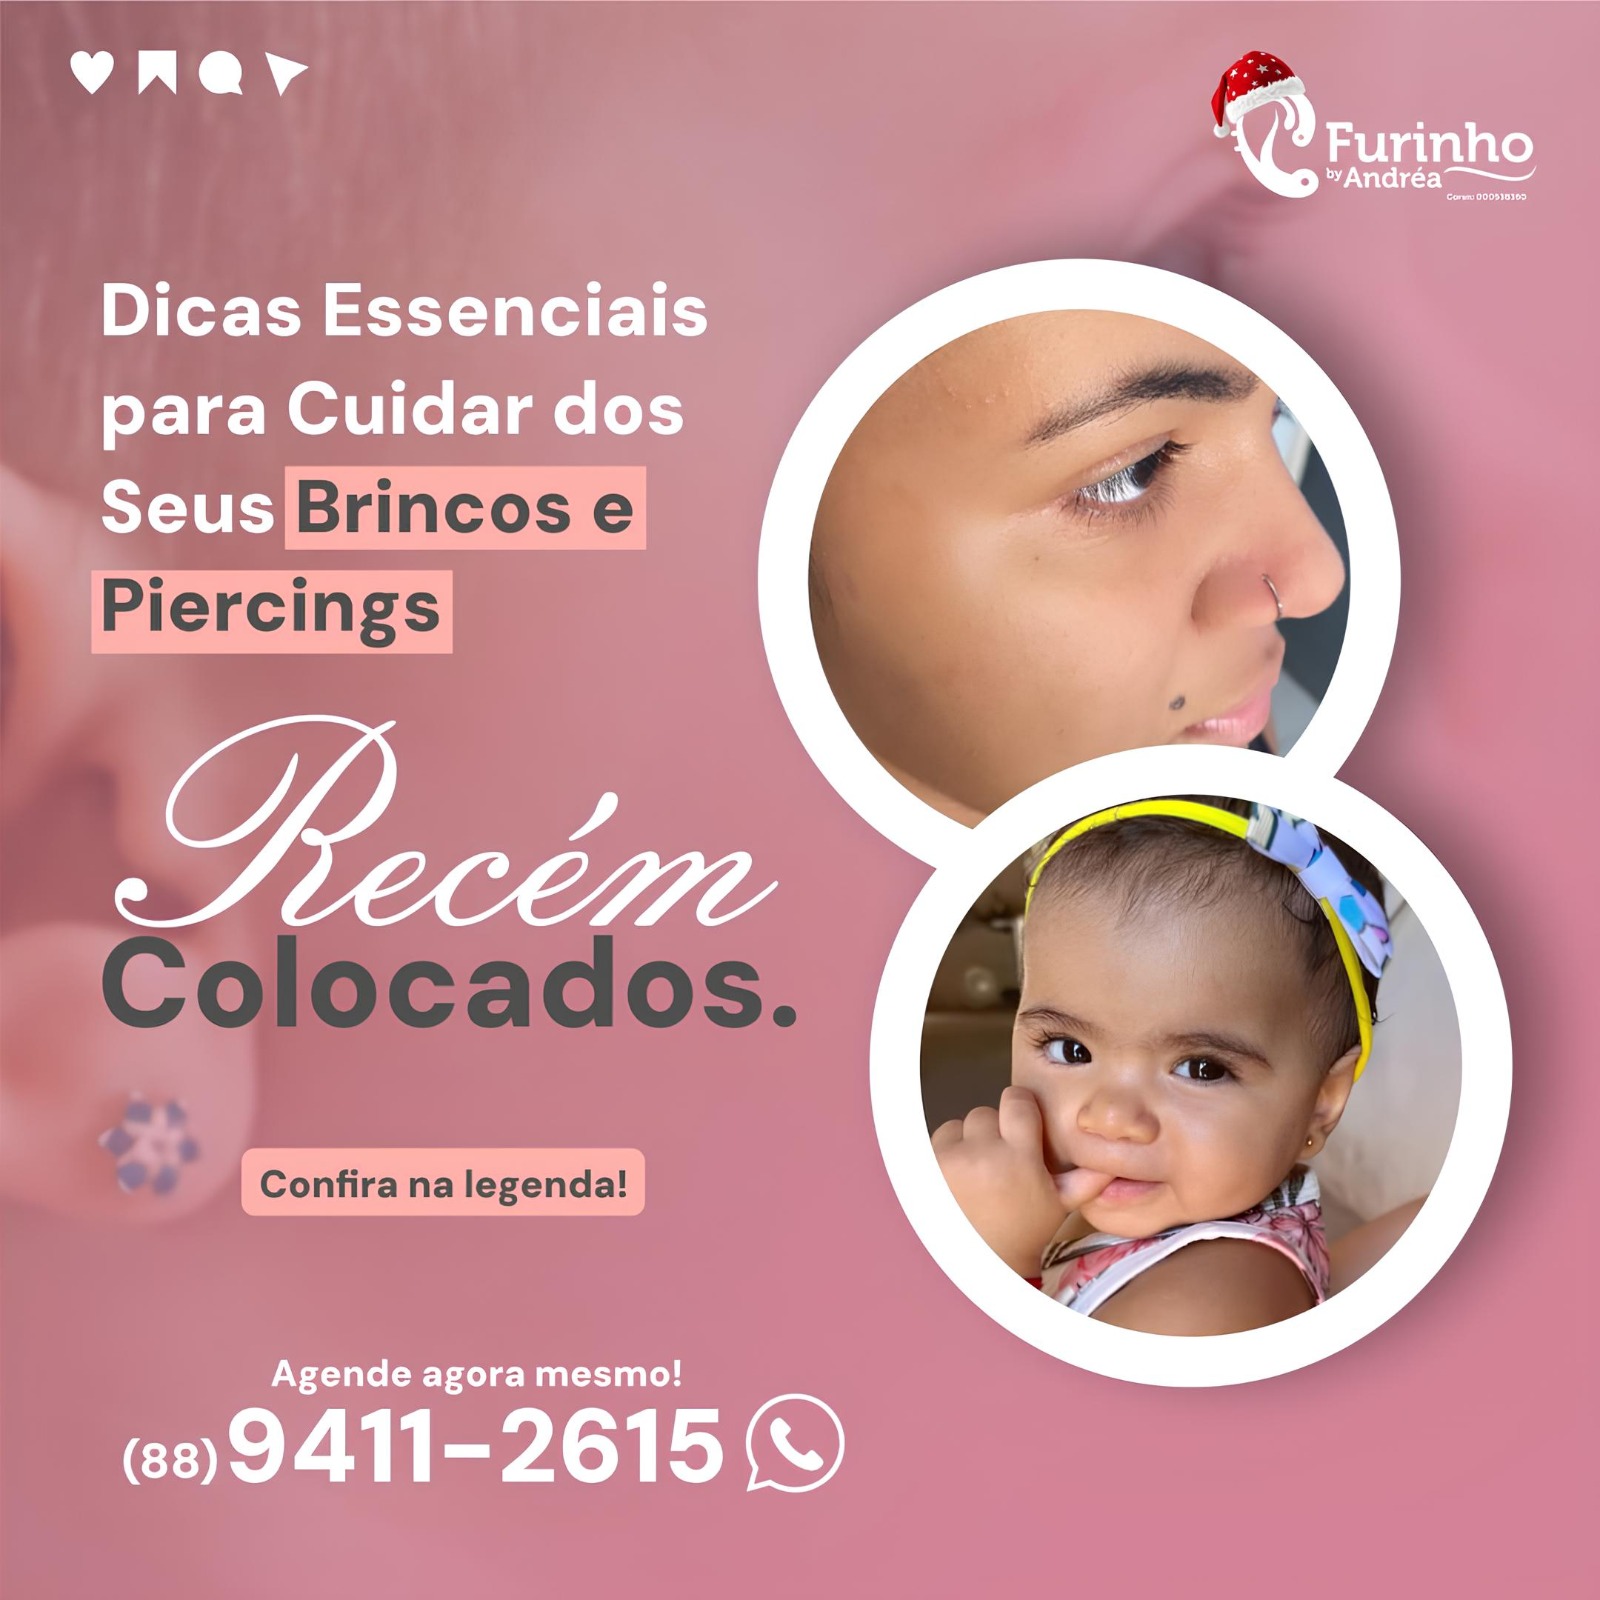 Furinho
by Andréa
Dicas Essenciais
para Cuidar dos
Seus Brincos e
Piercings
Recém
Colocados.
Confira na legenda!
Agende agora mesmo!
(88) 9411-2615